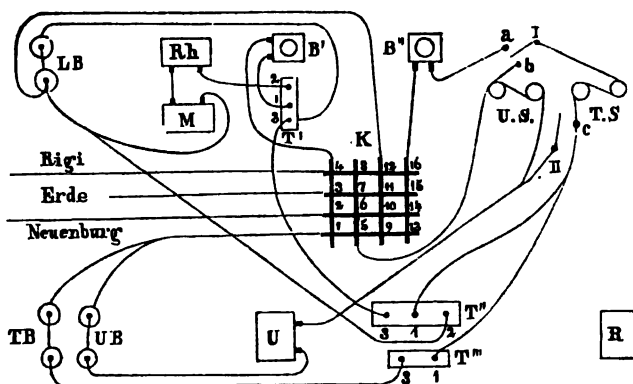 LB
Rh
M
B'
2
1
3
T'
B"
a
I
b
U.S.
T.S
c
II
K
Rigi
4 8 12 16
Erde
3 7 11 15
2 6 10 14
Neuenburg
1 5 9 13
TB
UB
U
3 1 2
T"
3 1
T'''
R